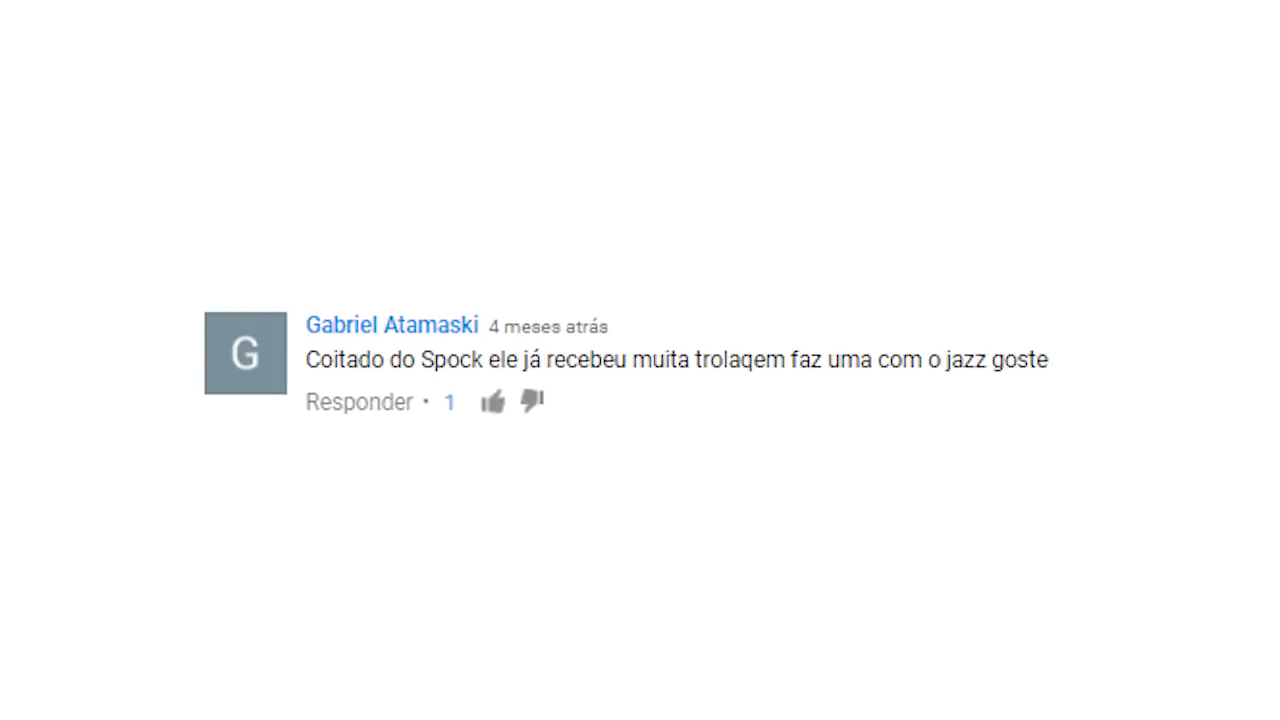 G
Gabriel Atamaski 4 meses atrás
Coitado do Spock ele já recebeu muita trolaqem faz uma com o jazz goste
Responder • 1